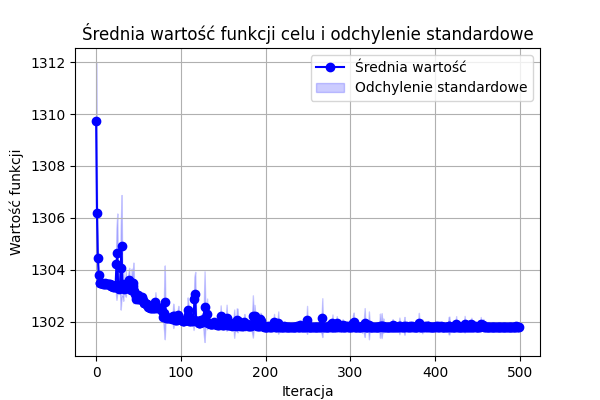 Średnia wartość funkcji celu i odchylenie standardowe
Średnia wartość
Odchylenie standardowe
Wartość funkcji
1312
1310
1308
1306
1304
1302
0 100 200 300 400 500
Iteracja